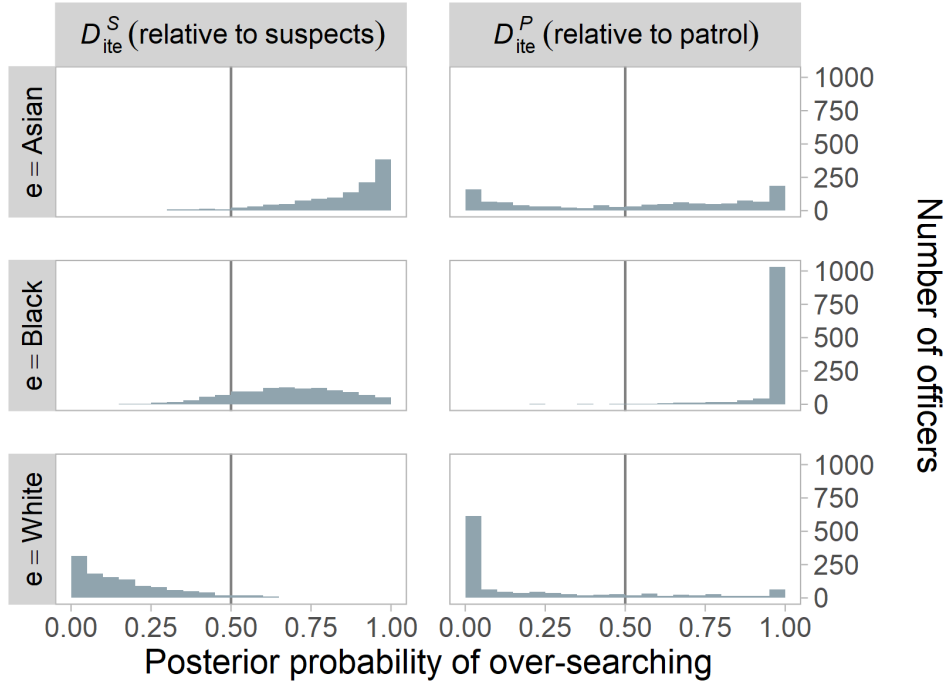 D_ite^S (relative to suspects)
D_ite^P (relative to patrol)
e = Asian
1000
750
500
250
0
e = Black
1000
750
500
250
0
e = White
1000
750
500
250
0
Number of officers
0.00 0.25 0.50 0.75 1.00
0.00 0.25 0.50 0.75 1.00
Posterior probability of over-searching